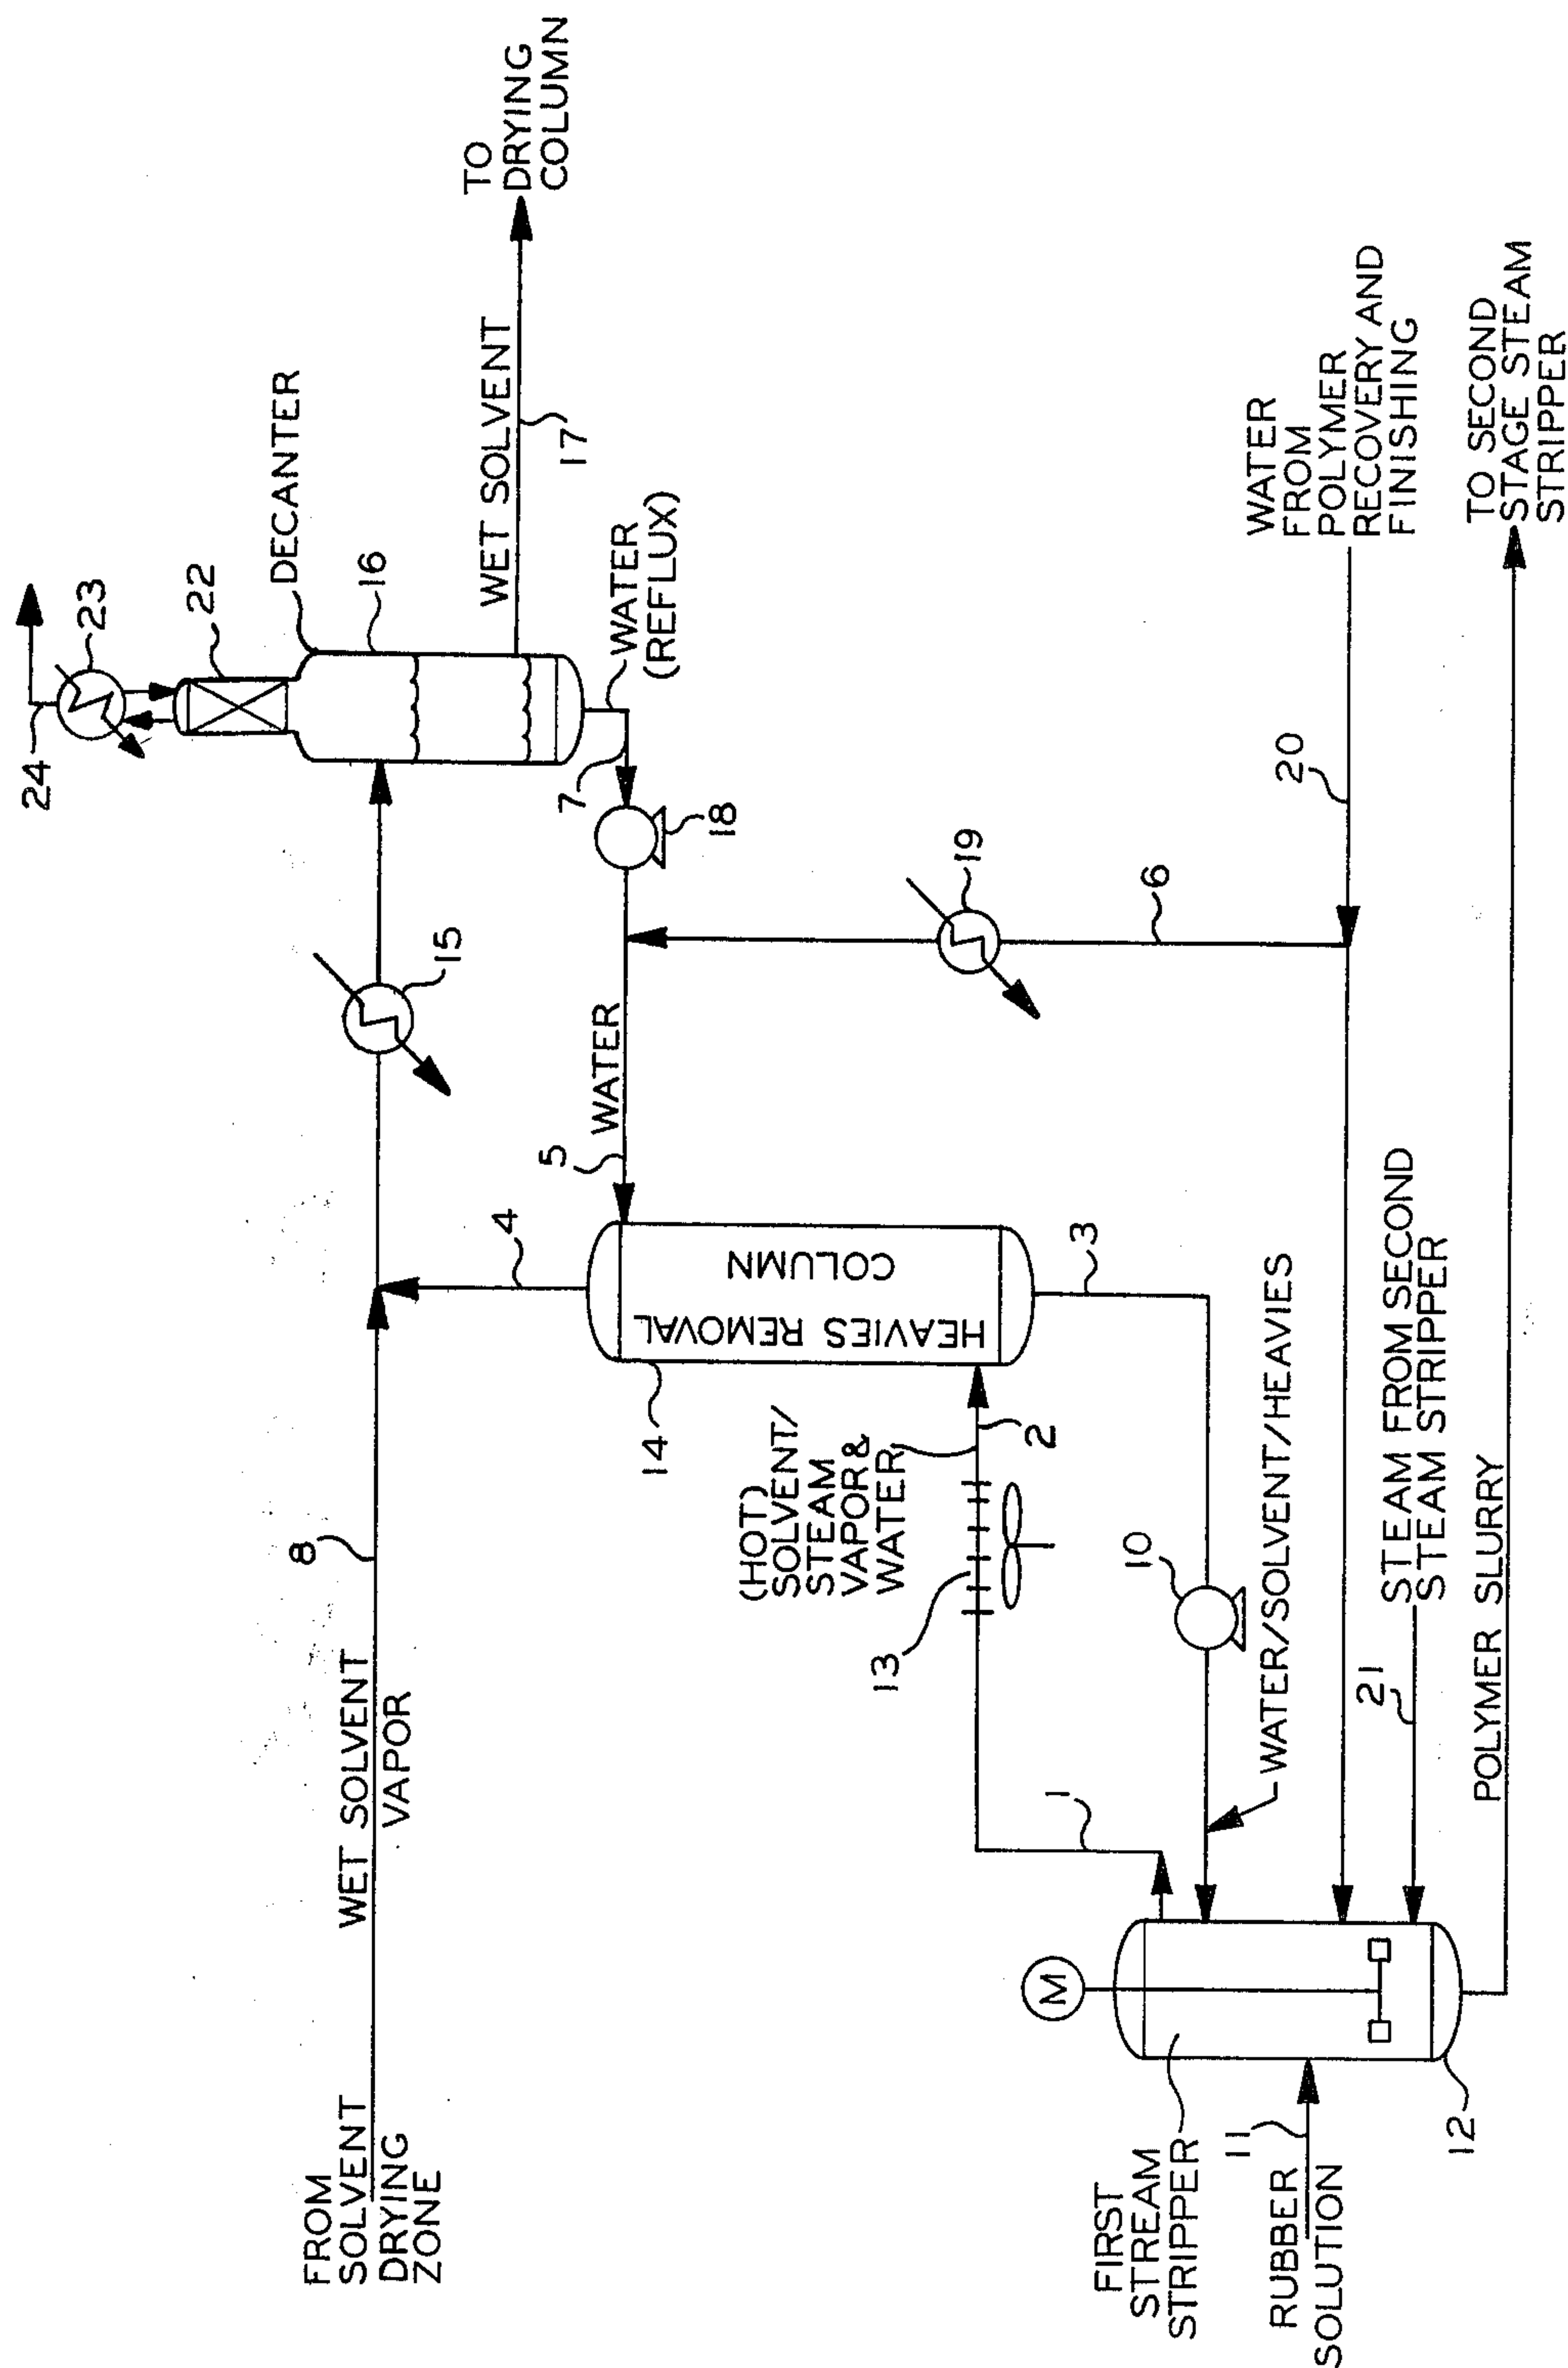 FROM
SOLVENT
DRYING
ZONE
WET SOLVENT
VAPOR
8
4
15
24
23
22
DECANTER
16
WET SOLVENT
17
TO
DRYING
COLUMN
WATER
(REFLUX)
7
18
WATER
5
19
6
14
HEAVIES REMOVAL
COLUMN
(HOT)
SOLVENT/
STEAM
VAPOR &
WATER
2
13
3
10
WATER/SOLVENT/HEAVIES
1
M
FIRST
STREAM
STRIPPER
RUBBER
SOLUTION
11
12
20
WATER
FROM
POLYMER
RECOVERY AND
FINISHING
21
STEAM FROM SECOND
STEAM STRIPPER
POLYMER SLURRY
TO SECOND
STAGE STEAM
STRIPPER